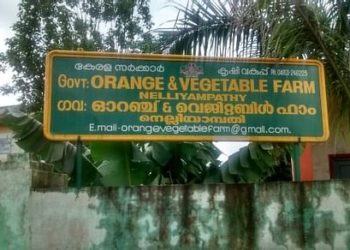 കേരള സർക്കാർ കൃഷി വകുപ്പ്
GOVT: ORANGE & VEGETABLE FARM
NELLIYAMPATHY
ഗവ: ഓറഞ്ച് & വെജിറ്റബിൾ ഫാം
നെല്ലിയാമ്പതി
E.mail-orangevegetablefarm@gmail.com.